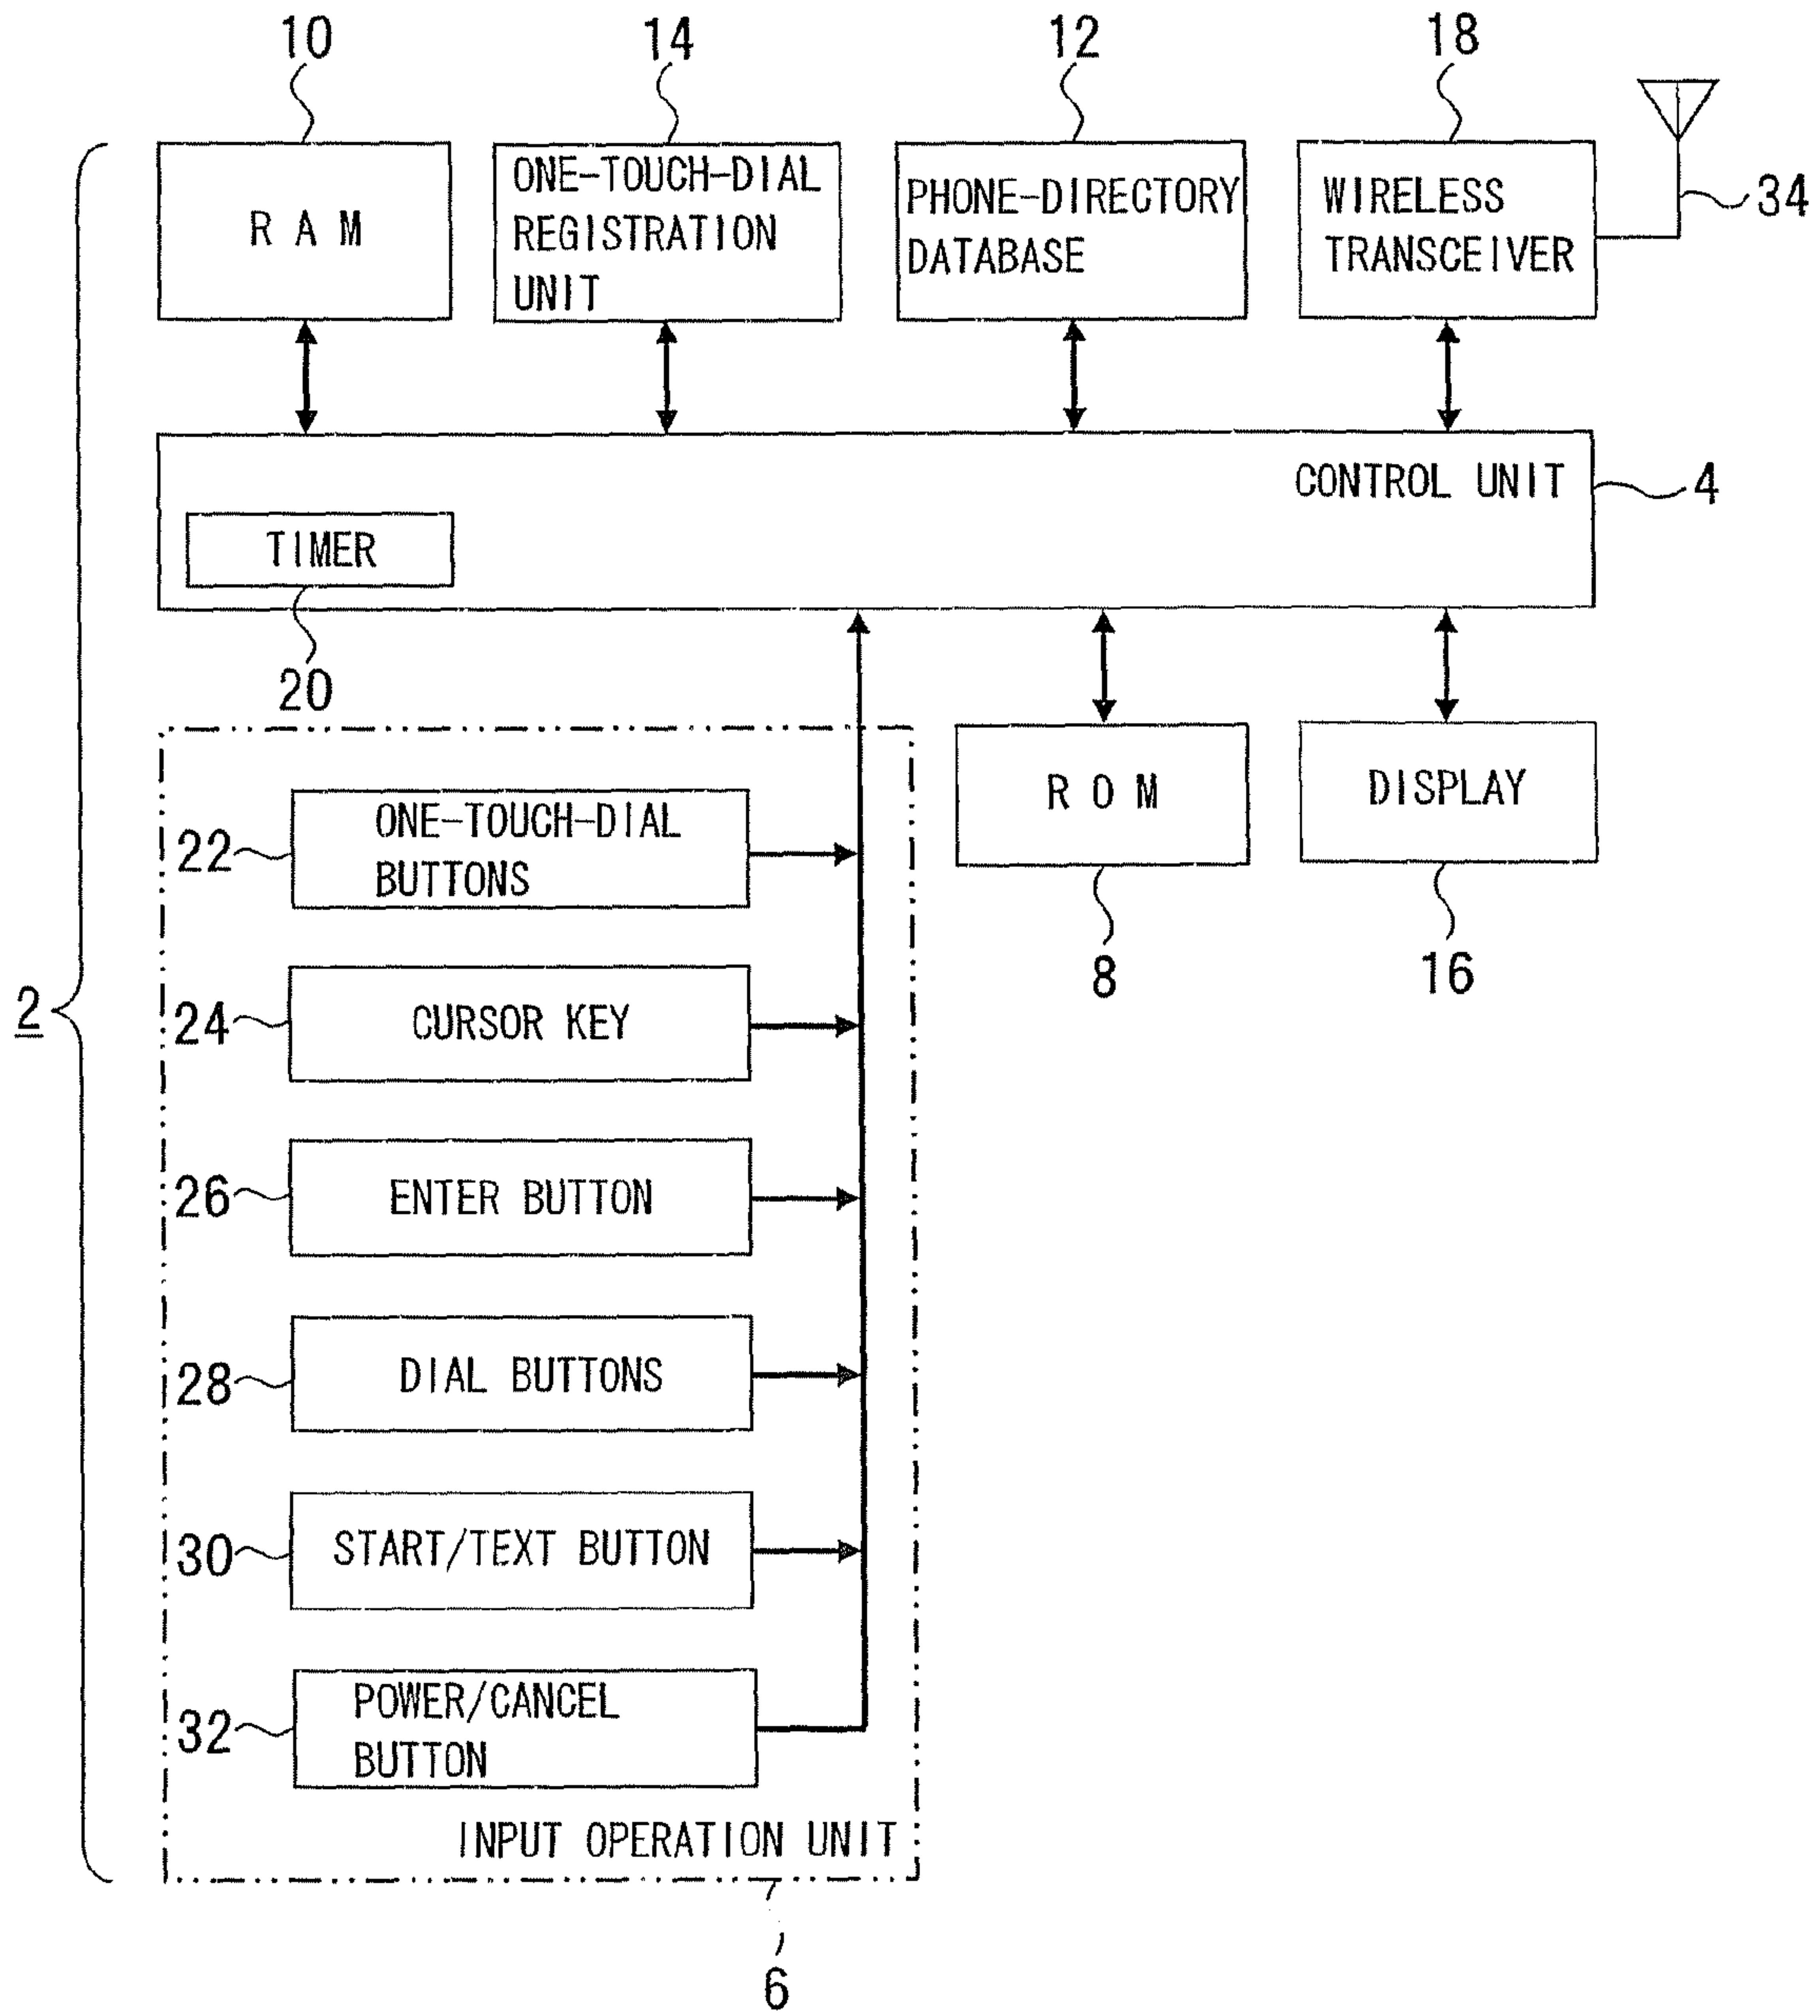 10
14
12
18
34
R A M
ONE-TOUCH-DIAL
REGISTRATION
UNIT
PHONE-DIRECTORY
DATABASE
WIRELESS
TRANSCEIVER
CONTROL UNIT
4
TIMER
20
R O M
8
DISPLAY
16
2
22
ONE-TOUCH-DIAL
BUTTONS
24
CURSOR KEY
26
ENTER BUTTON
28
DIAL BUTTONS
30
START/TEXT BUTTON
32
POWER/CANCEL
BUTTON
INPUT OPERATION UNIT
6